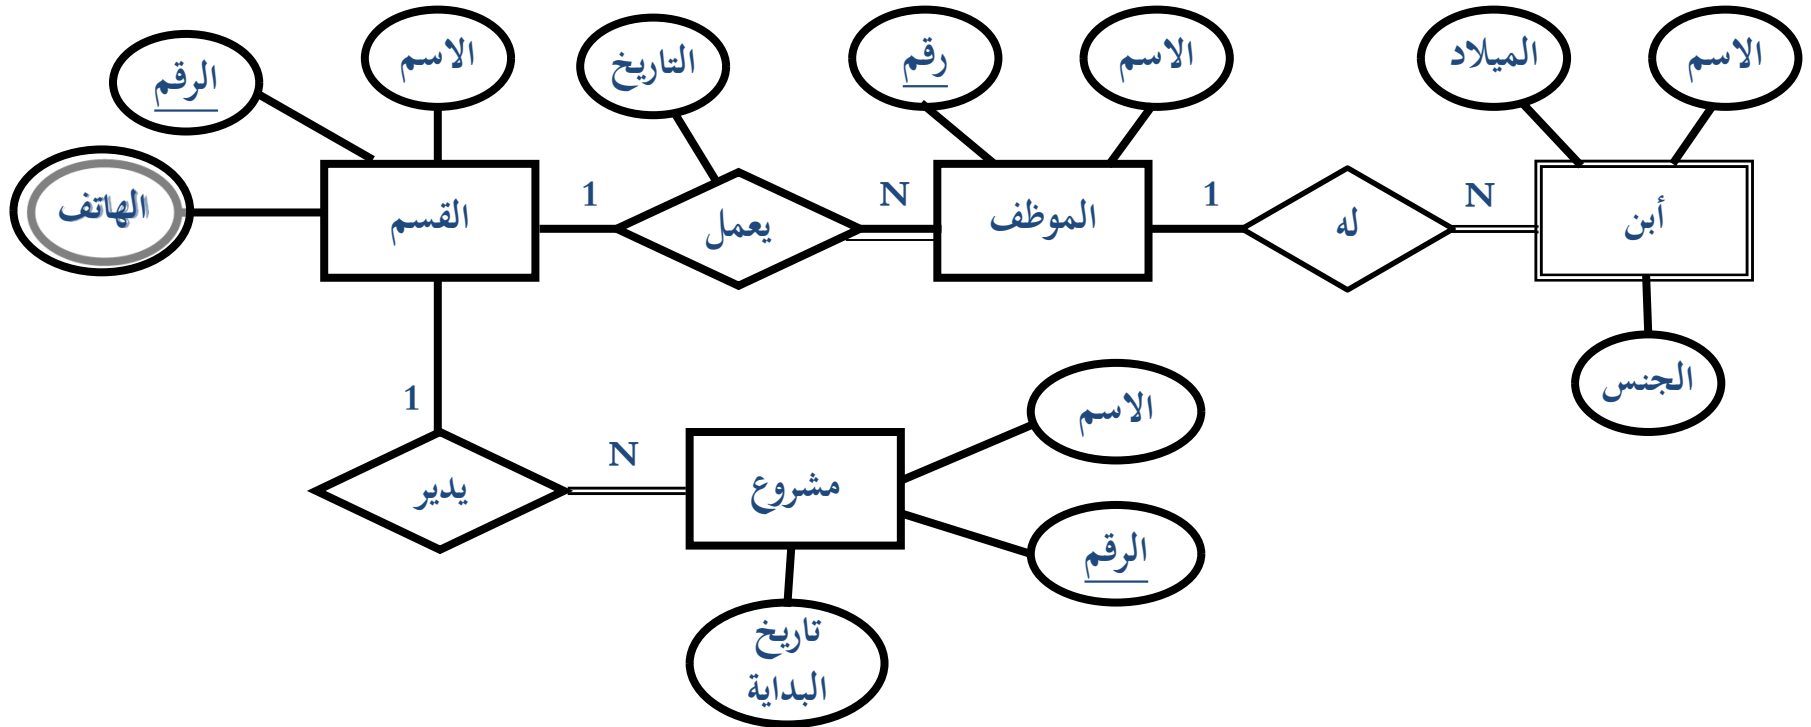 الاسم
الميلاد
الاسم
رقم
التاريخ
الاسم
الرقم
الهاتف
أبن
N
له
1
الموظف
N
يعمل
1
القسم
الجنس
1
الاسم
N
مشروع
يدير
الرقم
تاريخ
البداية